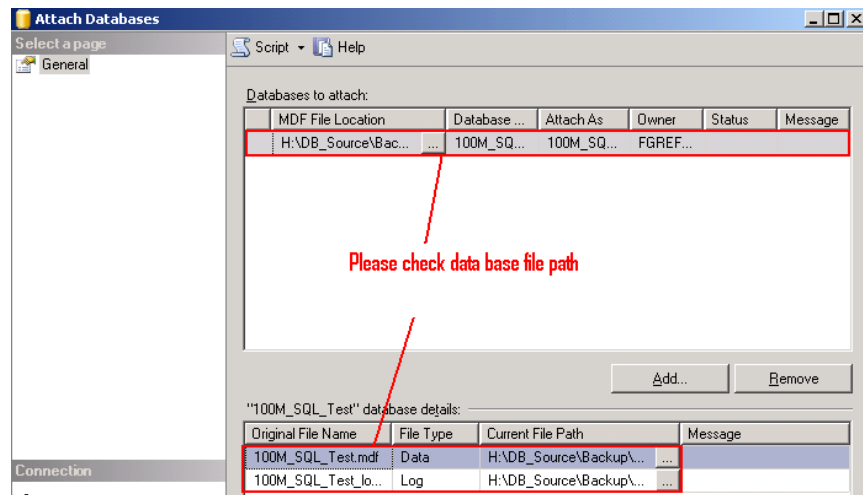 Attach Databases
Select a page
General
Script Help
Databases to attach:
MDF File Location Database ... Attach As Owner Status Message
H:\DB_Source\Bac... ... 100M_SQ... 100M_SQ... FGREF...
Please check data base file path
Add... Remove
"100M_SQL_Test" database details:
Original File Name File Type Current File Path Message
100M_SQL_Test.mdf Data H:\DB_Source\Backup\... ...
100M_SQL_Test_lo... Log H:\DB_Source\Backup\... ...
Connection